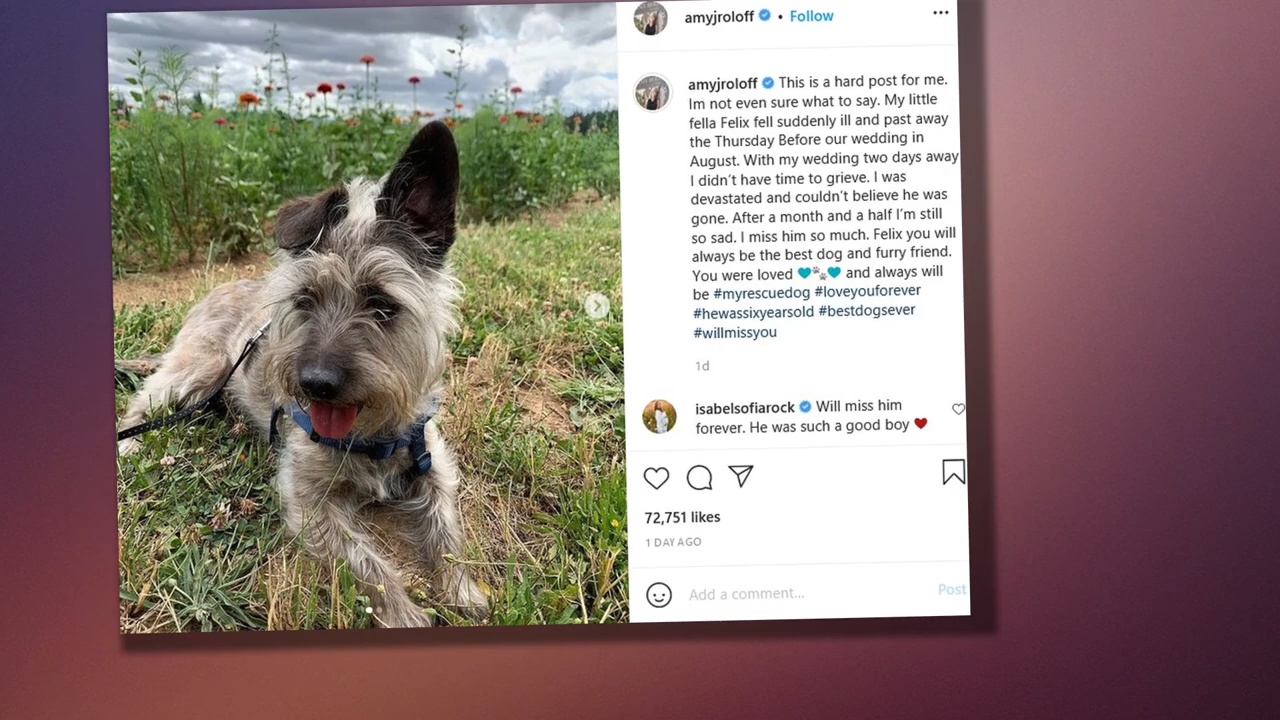 amyjroloff • Follow
amyjroloff This is a hard post for me.
Im not even sure what to say. My little
fella Felix fell suddenly ill and past away
the Thursday Before our wedding in
August. With my wedding two days away
I didn't have time to grieve. I was
devastated and couldn't believe he was
gone. After a month and a half I'm still
so sad. I miss him so much. Felix you will
always be the best dog and furry friend.
You were loved 💙🐾💙 and always will
be #myrescuedog #loveyouforever
#hewassixyearsold #bestdogsever
#willmissyou
1d
isabelsofiarock Will miss him
forever. He was such a good boy ❤️
72,751 likes
1 DAY AGO
Add a comment... Post